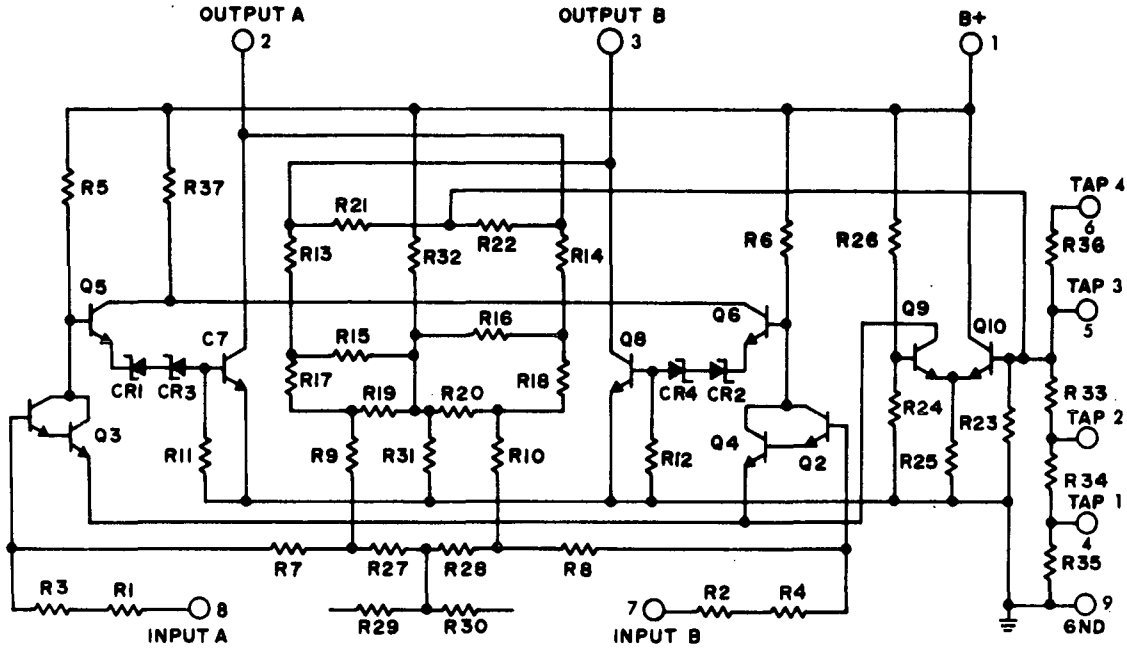 OUTPUT A
OUTPUT B
B+
2
3
1
R5
R37
R21
R22
R13
R32
R14
R6
R26
TAP 4
6
R36
TAP 3
5
Q5
C7
R15
R16
Q8
Q6
Q9
Q10
CR1
CR3
R17
R18
CR4
CR2
Q3
R19
R20
R24
R23
R33
TAP 2
R11
R9
R31
R10
R12
Q4
Q2
R25
R34
TAP 1
4
R7
R27
R28
R8
R35
R3
R1
8
7
R2
R4
9
INPUT A
R29
R30
INPUT B
GND